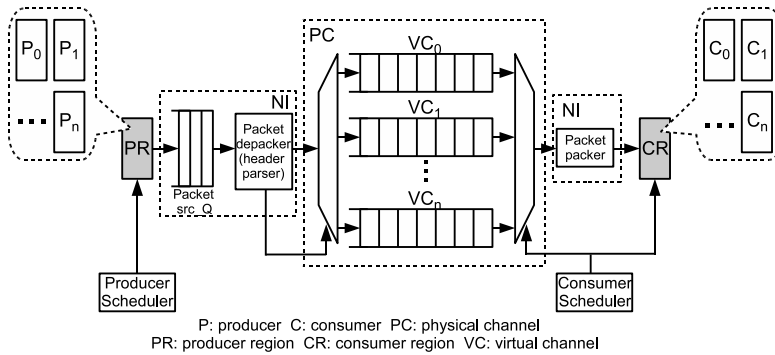 P0 P1
... Pn
PR
NI
Packet
src_Q
Packet
depacker
(header
parser)
PC
VC0
VC1
VCn
NI
Packet
packer
CR
C0 C1
... Cn
Producer
Scheduler
Consumer
Scheduler
P: producer C: consumer PC: physical channel
PR: producer region CR: consumer region VC: virtual channel